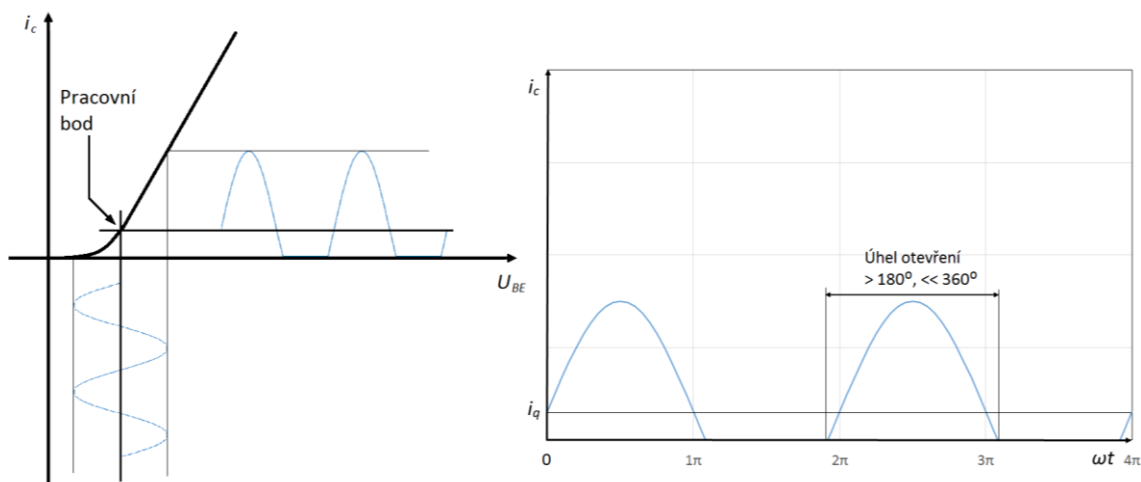 i_c
Pracovní
bod
U_BE
i_c
Úhel otevření
> 180°, << 360°
i_q
0
1π
2π
3π
ωt
4π